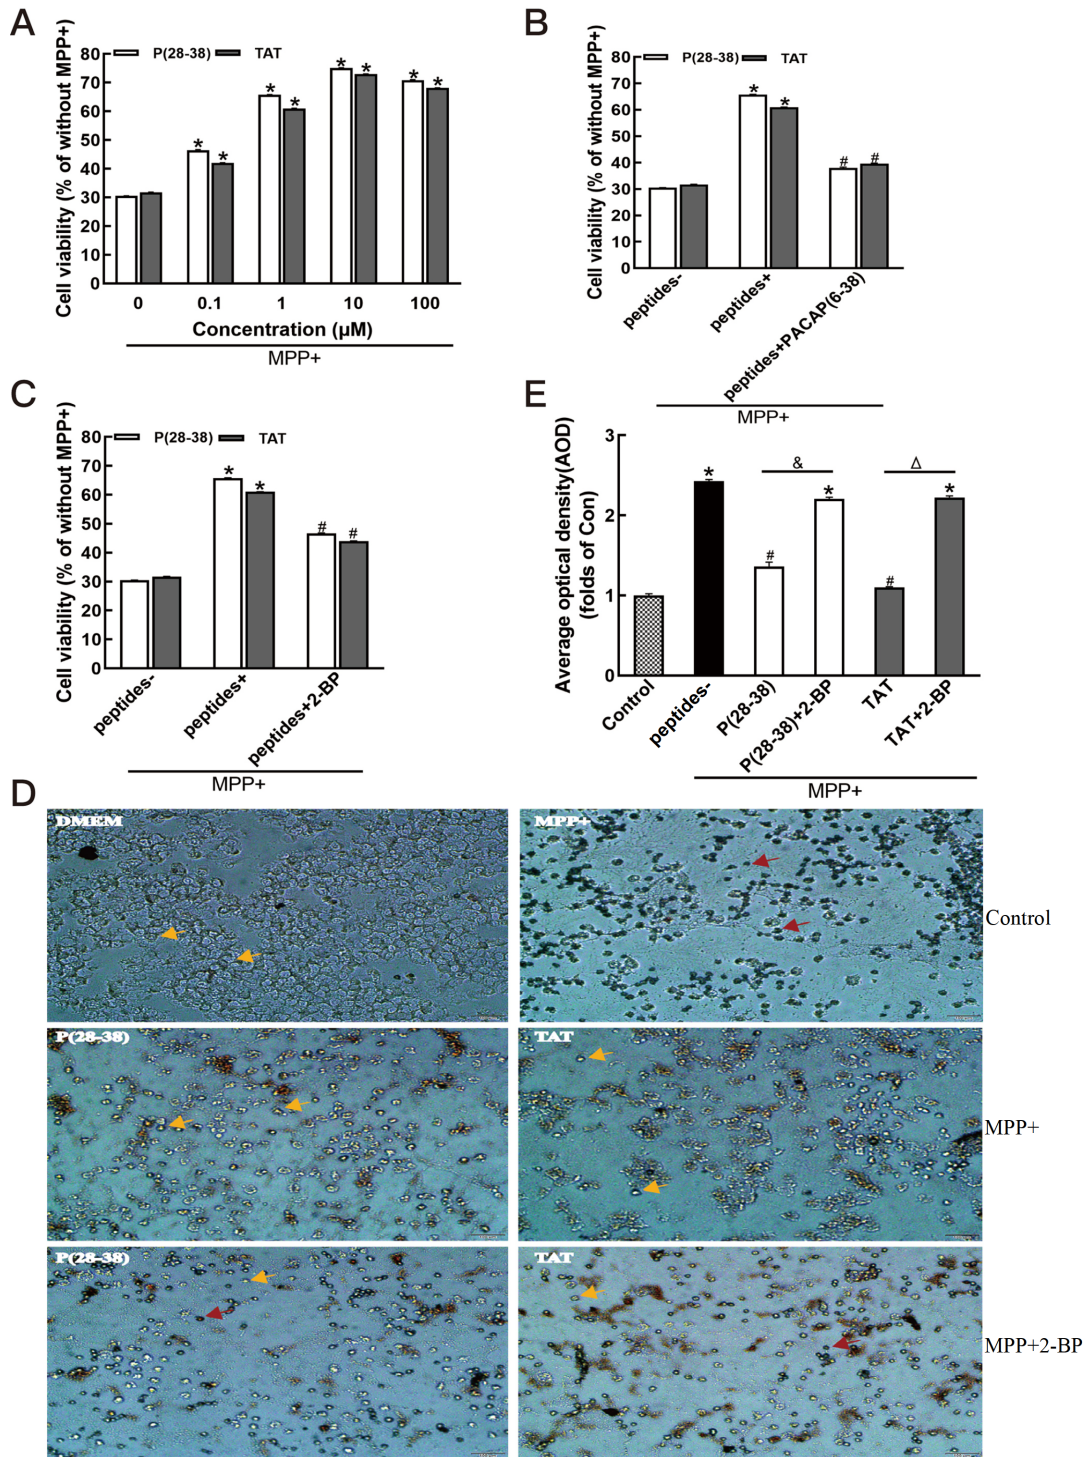 A
P(28-38) TAT
Cell viability (% of without MPP+)
80
70
60
50
40
30
20
10
0
* * * * * * * *
0 0.1 1 10 100
Concentration (μM)
MPP+
B
P(28-38) TAT
Cell viability (% of without MPP+)
80
70
60
50
40
30
20
10
0
* * # #
peptides- peptides+ peptides+PACAP(6-38)
MPP+
C
P(28-38) TAT
Cell viability (% of without MPP+)
80
70
60
50
40
30
20
10
0
* * # #
peptides- peptides+ peptides+2-BP
MPP+
E
Average optical density(AOD)
(folds of Con)
3
2
1
0
* # & * # Δ *
Control peptides- P(28-38) P(28-38)+2-BP TAT TAT+2-BP
MPP+
D
DMEM MPP+
Control
P(28-38) TAT
MPP+
P(28-38) TAT
MPP+2-BP